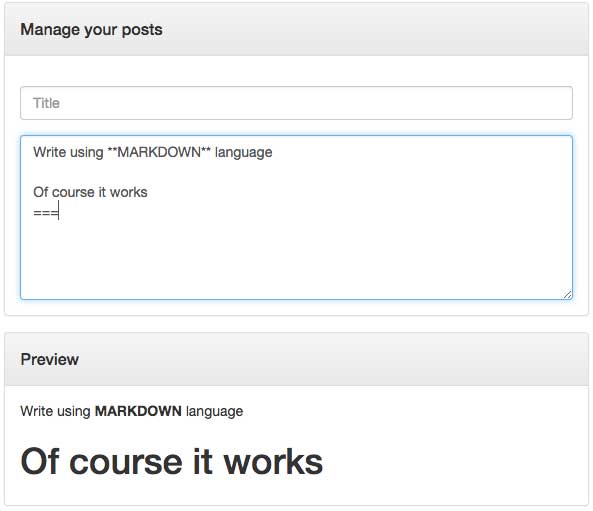 Manage your posts
Title
Write using **MARKDOWN** language
Of course it works
===
Preview
Write using MARKDOWN language
Of course it works